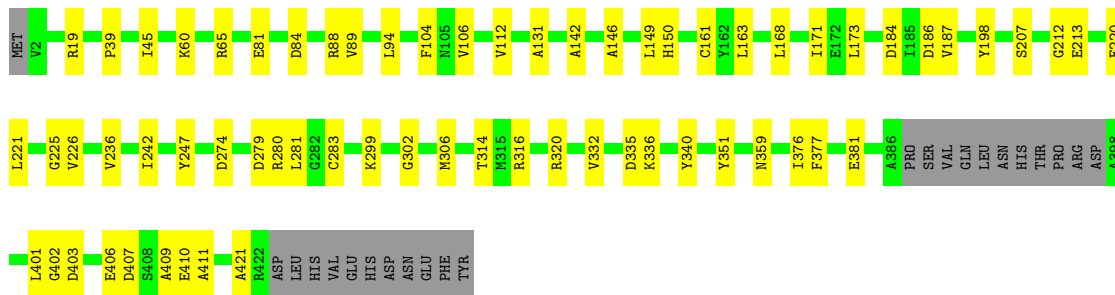 MET V2 R19 P39 I45 K60 R65 E81 D84 R88 V89 L94 F104 N105 V106 V112 A131 A142 A146 L149 H150 C161 Y162 L163 L168 I171 E172 L173 D184 I185 D186 V187 Y198 S207 G212 E213
L221 G225 V226 V236 I242 Y247 D274 D279 R280 L281 G282 C283 K299 G302 M306 T314 M315 R316 R320 V332 D335 K336 Y340 Y351 N359 I376 F377 E381 A386 PRO SER VAL GLN LEU ASN HIS THR PRO ARG ASP A398
L401 G402 D403 E406 D407 S408 A409 E410 A411 A421 R422 ASP LEU HIS VAL GLU HIS ASP ASN GLU PHE TYR